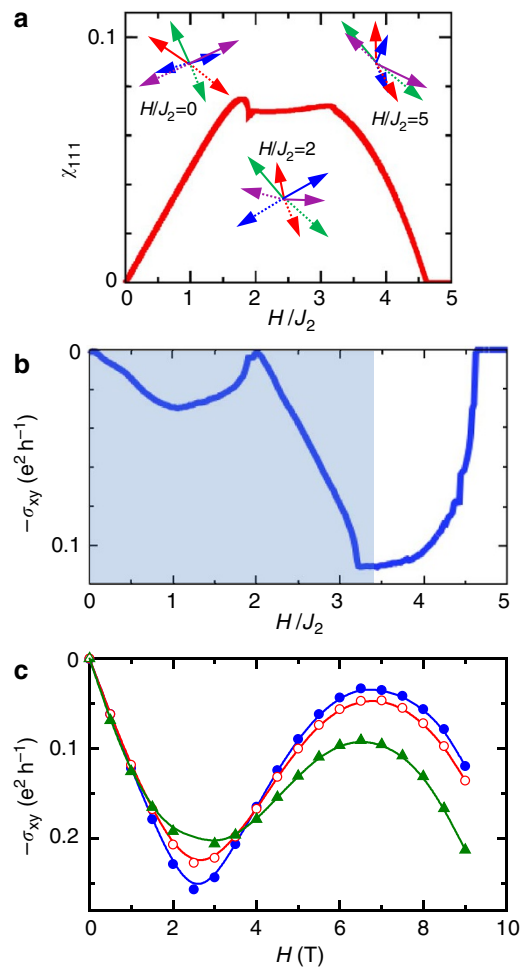 a
0.1
H/J₂=0
H/J₂=5
H/J₂=2
χ₁₁₁
0
0 1 2 3 4 5
H/J₂
b
0
−σxy (e² h⁻¹)
0.1
0 1 2 3 4 5
H/J₂
c
0
0.1
−σxy (e² h⁻¹)
0.2
0 2 4 6 8 10
H (T)